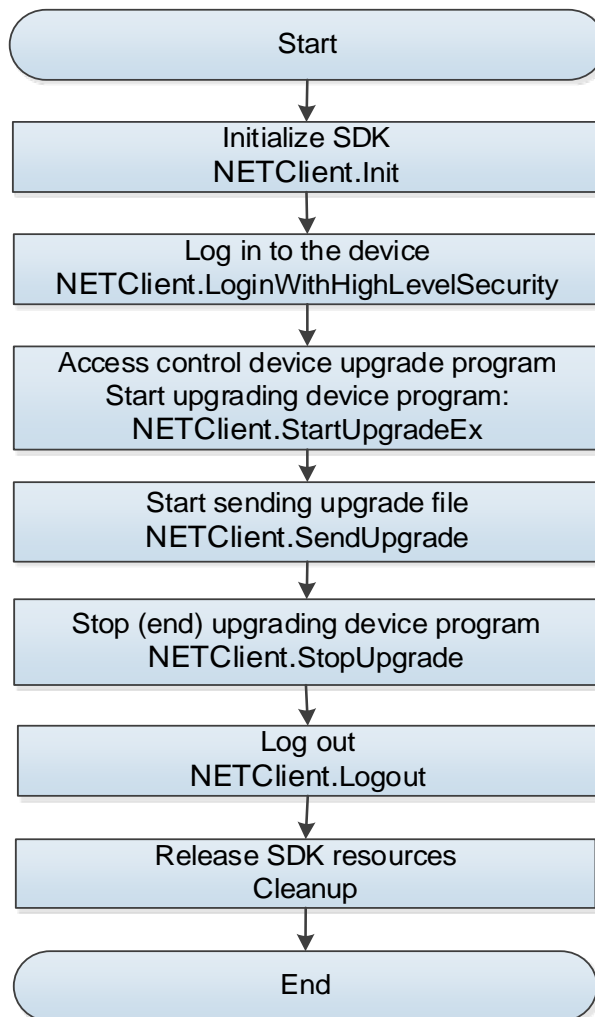 Start
Initialize SDK
NETClient.Init
Log in to the device
NETClient.LoginWithHighLevelSecurity
Access control device upgrade program
Start upgrading device program:
NETClient.StartUpgradeEx
Start sending upgrade file
NETClient.SendUpgrade
Stop (end) upgrading device program
NETClient.StopUpgrade
Log out
NETClient.Logout
Release SDK resources
Cleanup
End